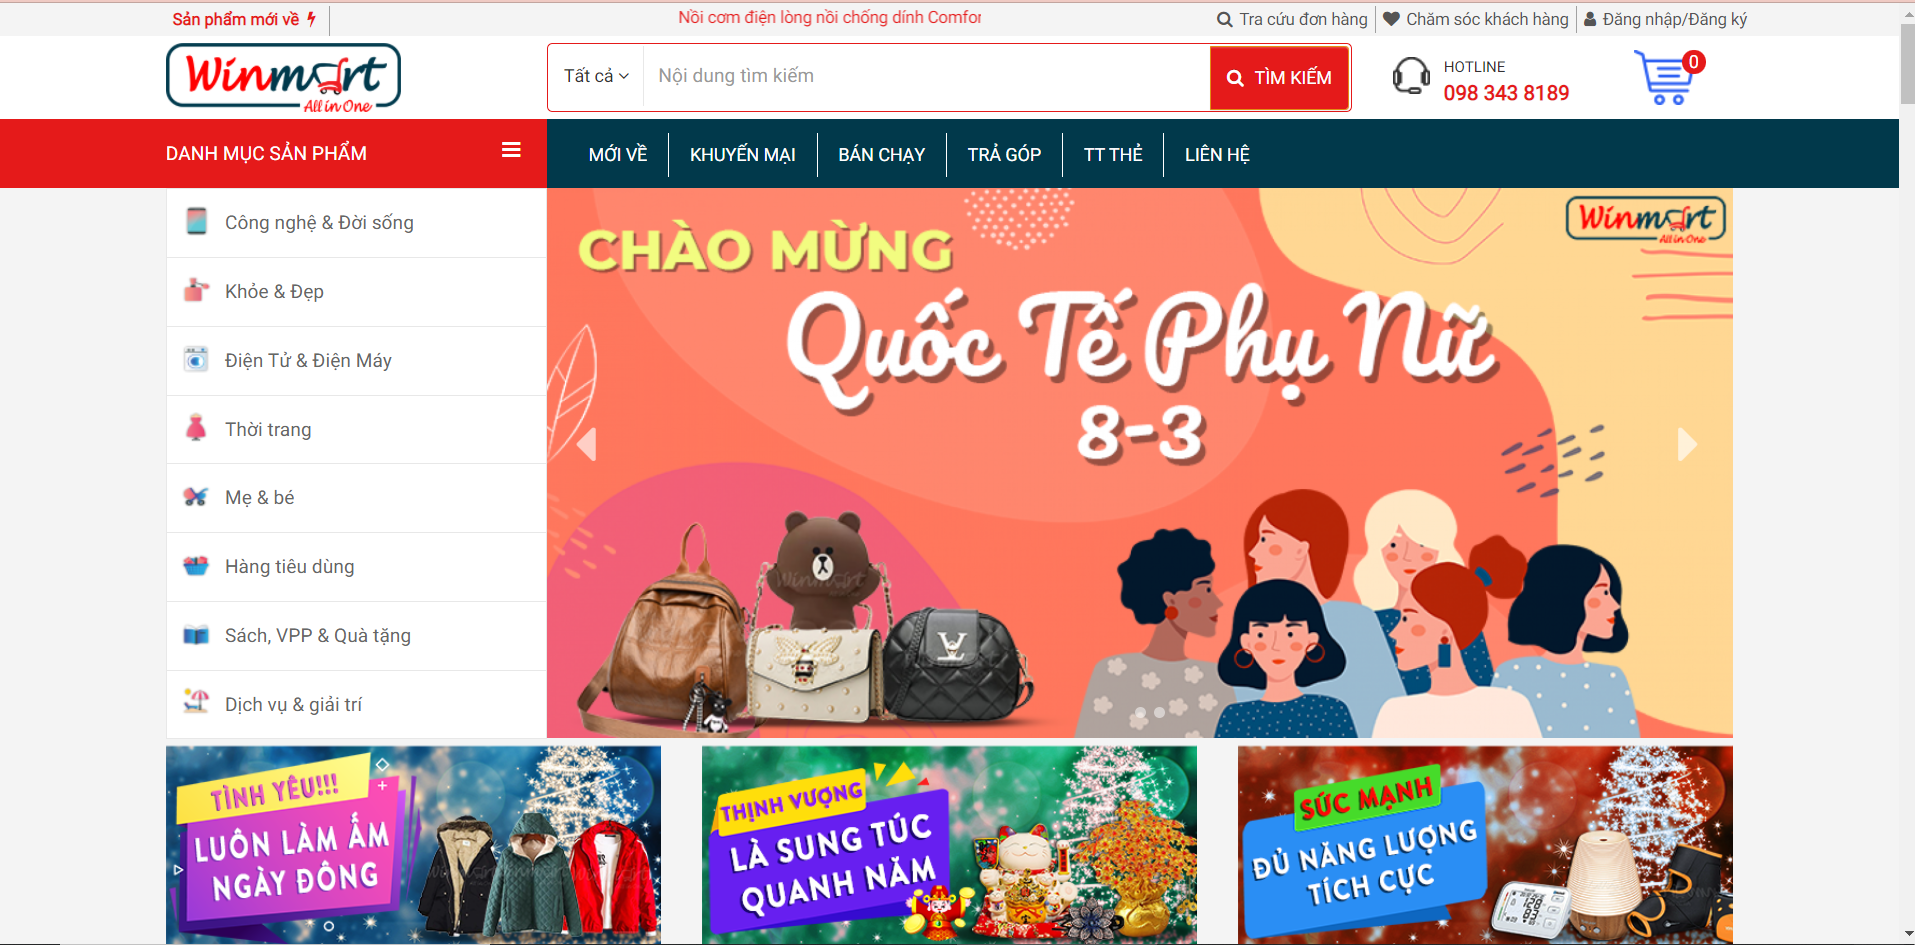 Sản phẩm mới về
Nồi cơm điện lòng nồi chống dính Comfor
Tra cứu đơn hàng
Chăm sóc khách hàng
Đăng nhập/Đăng ký
Winmart
All in One
Tất cả
Nội dung tìm kiếm
TÌM KIẾM
HOTLINE
098 343 8189
0
DANH MỤC SẢN PHẨM
MỚI VỀ
KHUYẾN MẠI
BÁN CHẠY
TRẢ GÓP
TT THẺ
LIÊN HỆ
Công nghệ & Đời sống
Khỏe & Đẹp
Điện Tử & Điện Máy
Thời trang
Mẹ & bé
Hàng tiêu dùng
Sách, VPP & Quà tặng
Dịch vụ & giải trí
Winmart
All in One
CHÀO MỪNG
Quốc Tế Phụ Nữ
8-3
Winmart
TÌNH YÊU!!!
LUÔN LÀM ẤM
NGÀY ĐÔNG
THỊNH VƯỢNG
LÀ SUNG TÚC
QUANH NĂM
SỨC MẠNH
ĐỦ NĂNG LƯỢNG
TÍCH CỰC